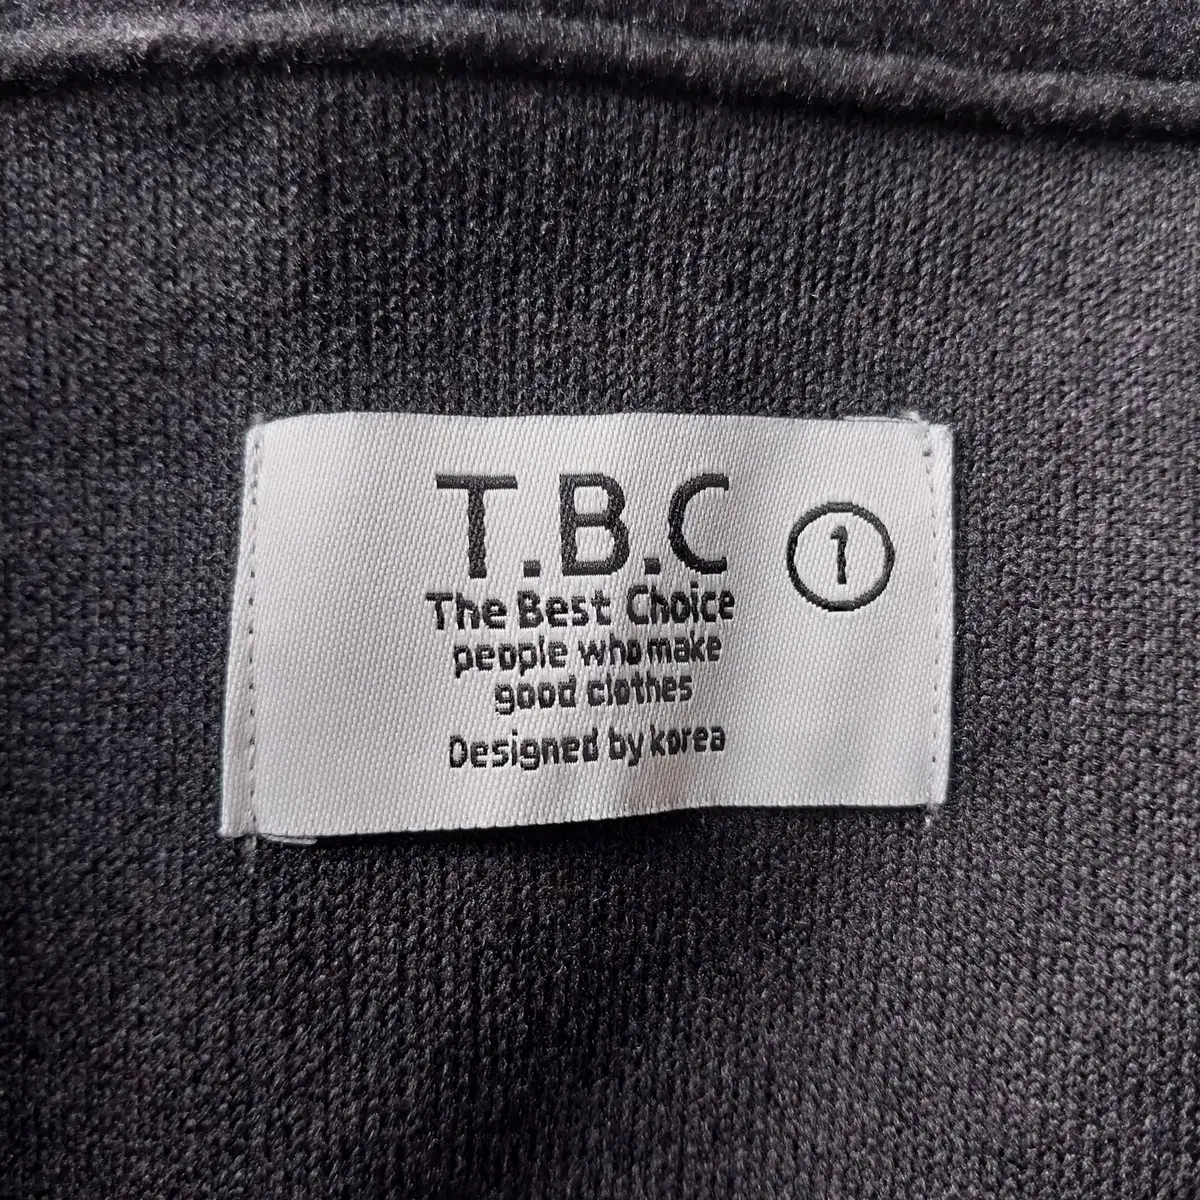 T.B.C
1
The Best Choice
people who make
good clothes
Designed by korea